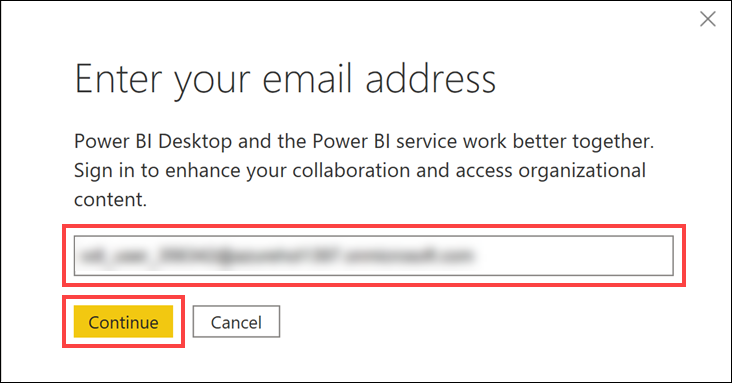 Enter your email address
Power BI Desktop and the Power BI service work better together.
Sign in to enhance your collaboration and access organizational
content.
Continue
Cancel